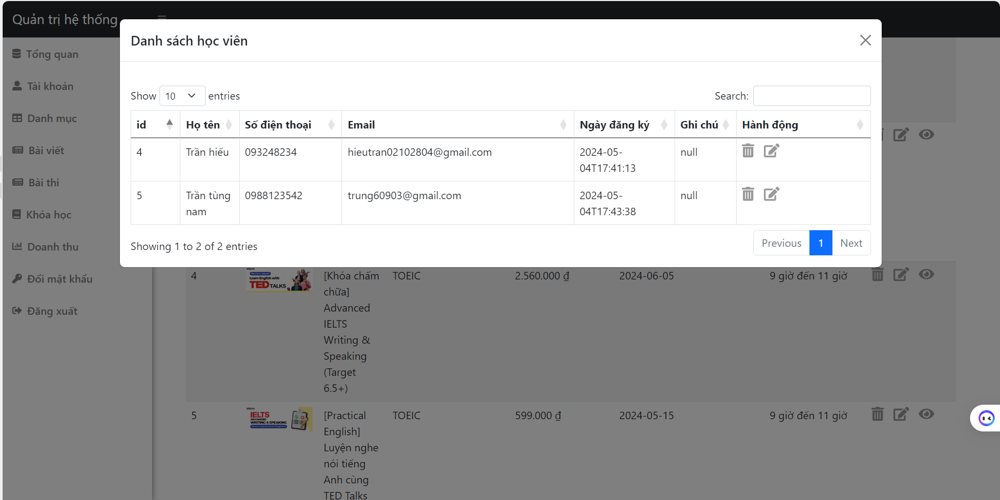 Quản trị hệ thống
Tổng quan
Tài khoản
Danh mục
Bài viết
Bài thi
Khóa học
Doanh thu
Đổi mật khẩu
Đăng xuất
Danh sách học viên
Show 10 entries
Search:
id Họ tên Số điện thoại Email Ngày đăng ký Ghi chú Hành động
4 Trần hiếu 093248234 hieutran02102804@gmail.com 2024-05- null
04T17:41:13
5 Trần tùng 0988123542 trung60903@gmail.com 2024-05- null
nam 04T17:43:38
Showing 1 to 2 of 2 entries
Previous 1 Next
4 [Khóa chấm TOEIC 2.560.000 ₫ 2024-06-05 9 giờ đến 11 giờ
PRACTICAL ENGLISH
Learn English with
TED TALKS
chữa]
Advanced
IELTS
Writing &
Speaking
(Target
6.5+)
5 [Practical TOEIC 599.000 ₫ 2024-05-15 9 giờ đến 11 giờ
IELTS
ADVANCED
WRITING & SPEAKING
English]
Luyện nghe
nói tiếng
Anh cùng
TED Talks